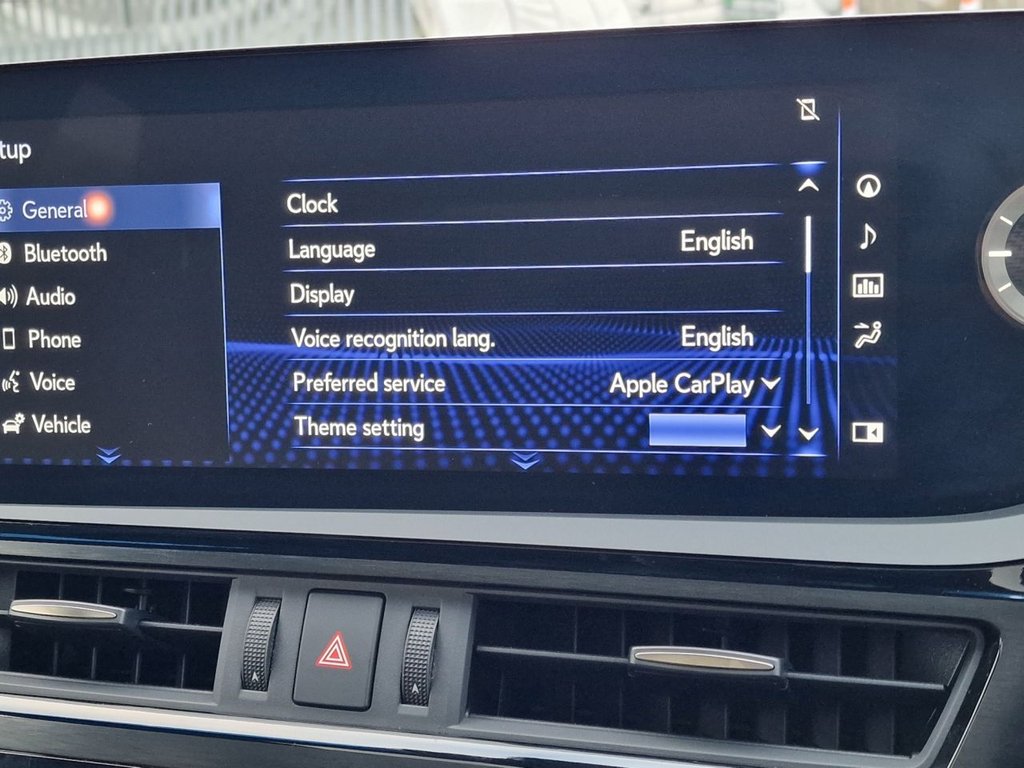 tup
General
Bluetooth
Audio
Phone
Voice
Vehicle
Clock
Language English
Display
Voice recognition lang. English
Preferred service Apple CarPlay
Theme setting